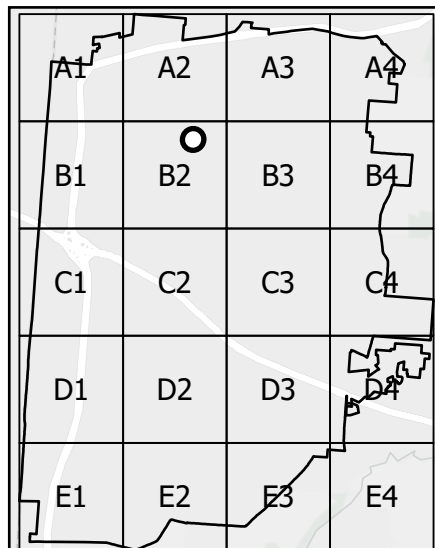 A1 A2 A3 A4
B1 B2 B3 B4
C1 C2 C3 C4
D1 D2 D3 D4
E1 E2 E3 E4